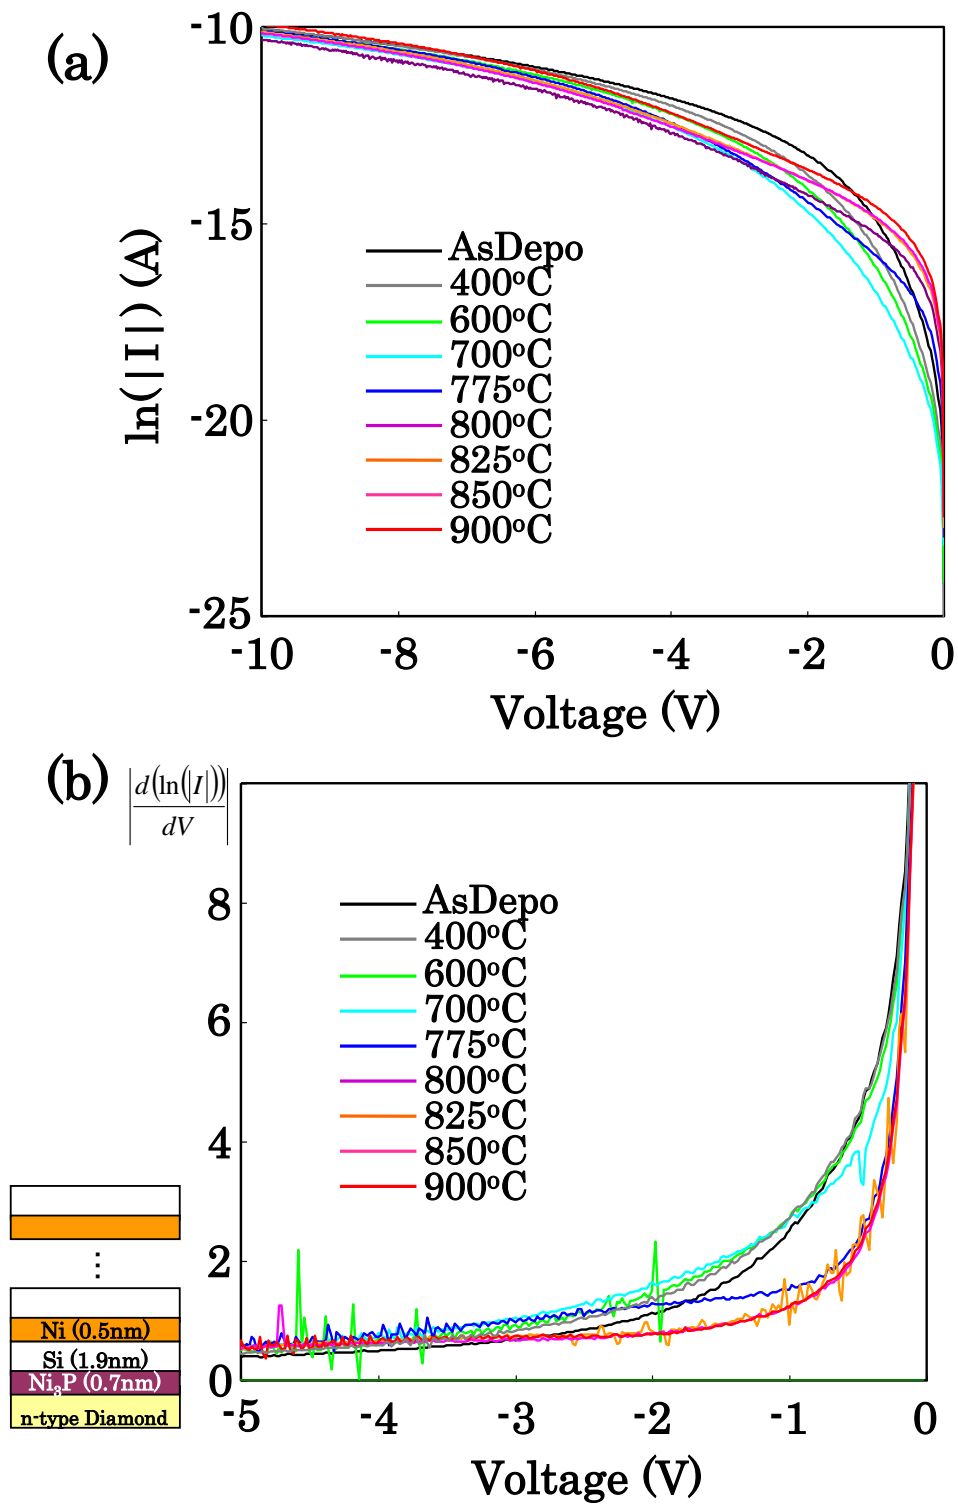 (a)
-10
-15
-20
-25
ln(|I|) (A)
AsDepo
400°C
600°C
700°C
775°C
800°C
825°C
850°C
900°C
-10 -8 -6 -4 -2 0
Voltage (V)
(b)
|d(ln(|I|))/dV|
8
6
4
2
0
AsDepo
400°C
600°C
700°C
775°C
800°C
825°C
850°C
900°C
-5 -4 -3 -2 -1 0
Voltage (V)
⋮
Ni (0.5nm)
Si (1.9nm)
Ni₃P (0.7nm)
n-type Diamond